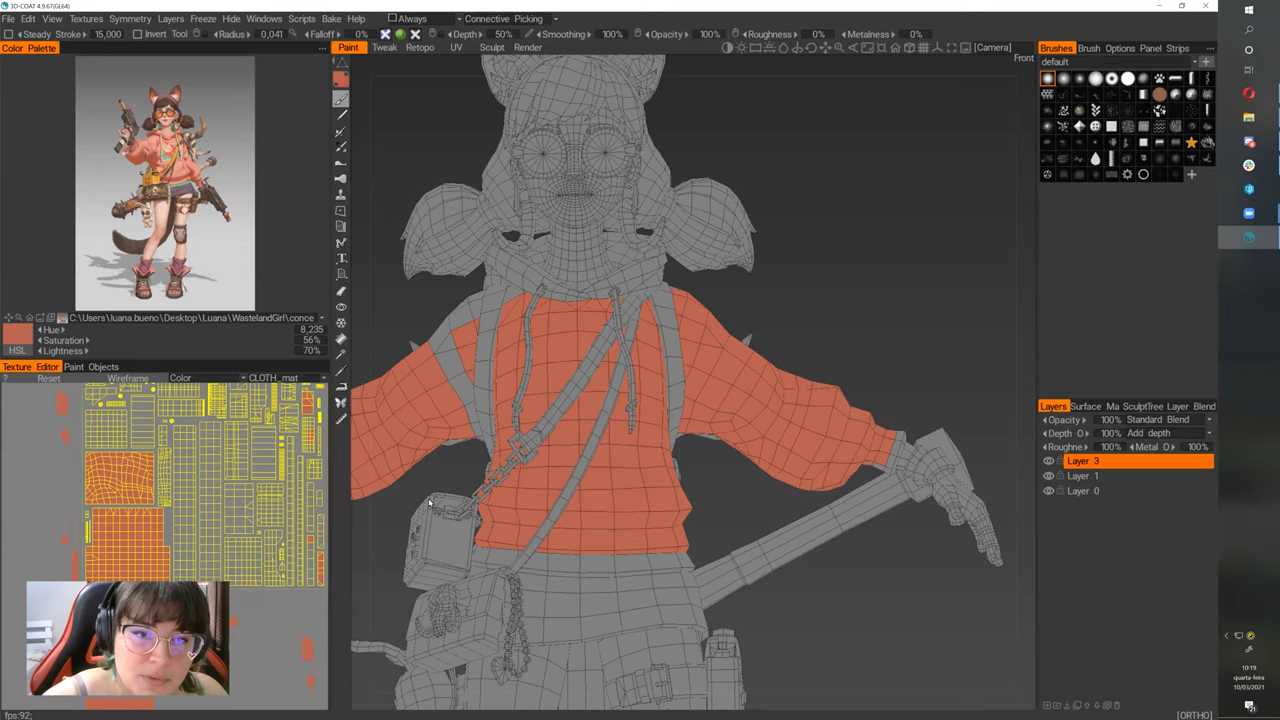 3D-COAT 4.9.67(GL64)
File Edit View Textures Symmetry Layers Freeze Hide Windows Scripts Bake Help Always Connective Picking
Steady Stroke 15,000 Invert Tool Radius 0,041 Falloff 0% Depth 50% Smoothing 100% Opacity 100% Roughness 0% Metalness 0%
Color Palette Paint Tweak Retopo UV Sculpt Render [Camera] Brushes Brush Options Panel Strips
Front
default
C:\Users\luana.bueno\Desktop\Luana\WastelandGirl\conce
Hue 8,235
Saturation 56%
HSL Lightness 70%
Texture Editor Paint Objects
? Reset Wireframe Color CLOTH_mat
Layers Surface Ma SculptTree Layer Blend
Opacity 100% Standard Blend
Depth O 100% Add depth
Roughne 100% Metal O 100%
Layer 3
Layer 1
Layer 0
10:19
quarta-feira
10/03/2021
21
fps:92;
[ORTHO]